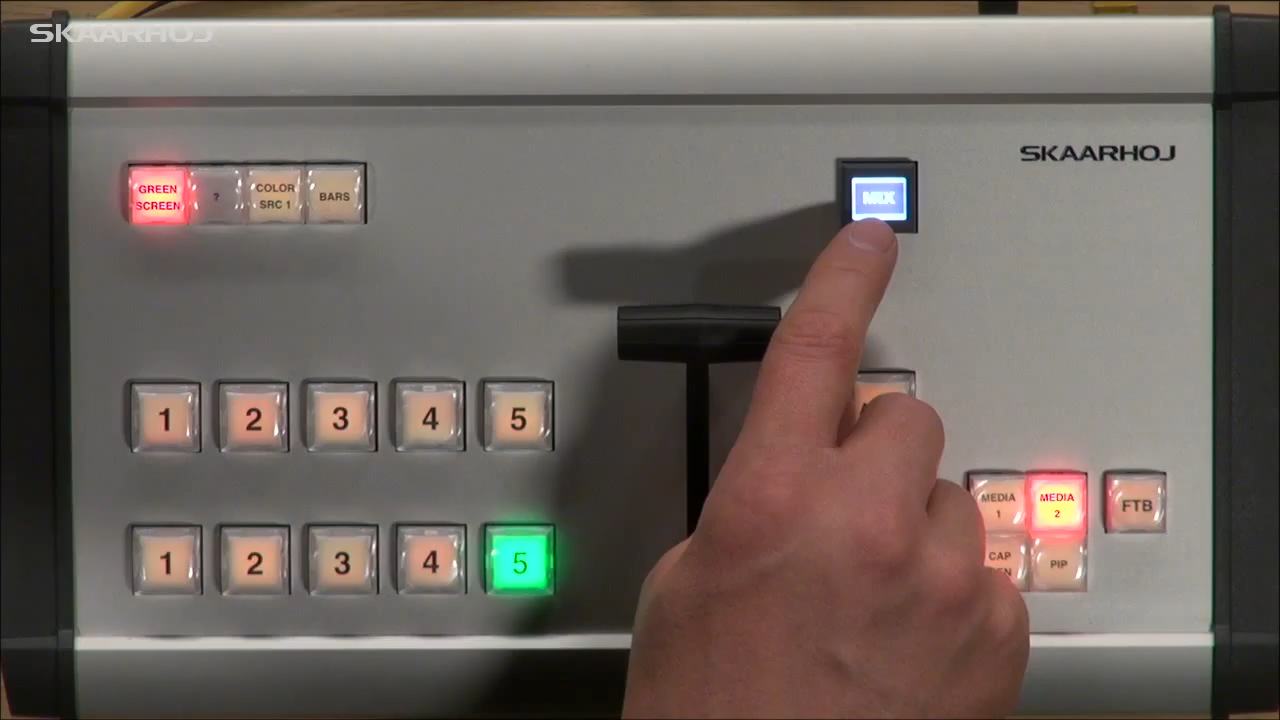 SKAARHOJ
SKAARHOJ
GREEN
SCREEN
?
COLOR
SRC 1
BARS
MIX
1 2 3 4 5
MEDIA
1
MEDIA
2
FTB
CAP
PIP
1 2 3 4 5